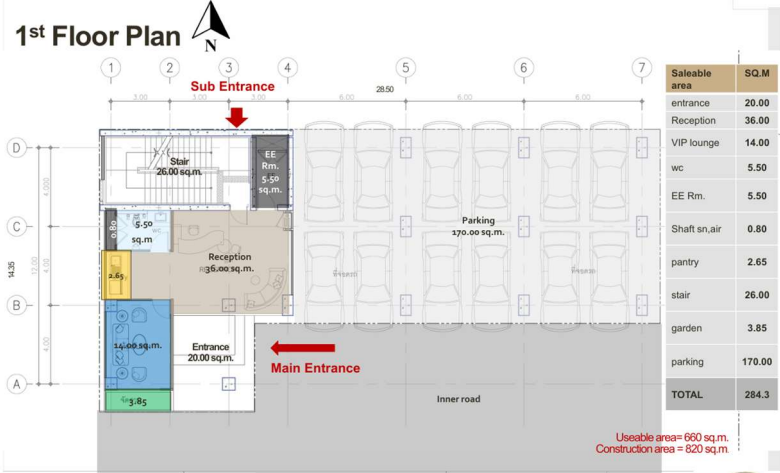 1st Floor Plan
N
1 2 3 4 5 6 7
Sub Entrance
28.50
3.00 3.00 3.00 6.00 6.00 6.00
D
C
B
A
4.00
4.00
12.00
14.35
Stair
26.00 sq.m.
EE
Rm.
5.50
sq.m.
0.80
5.50
sq.m
WC
Reception
36.00 sq.m.
2.65
Parking
170.00 sq.m.
14.00 sq.m.
Entrance
20.00 sq.m.
Main Entrance
3.85
Inner road
Saleable area SQ.M
entrance 20.00
Reception 36.00
VIP lounge 14.00
wc 5.50
EE Rm. 5.50
Shaft sn,air 0.80
pantry 2.65
stair 26.00
garden 3.85
parking 170.00
TOTAL 284.3
Useable area= 660 sq.m.
Construction area = 820 sq.m.